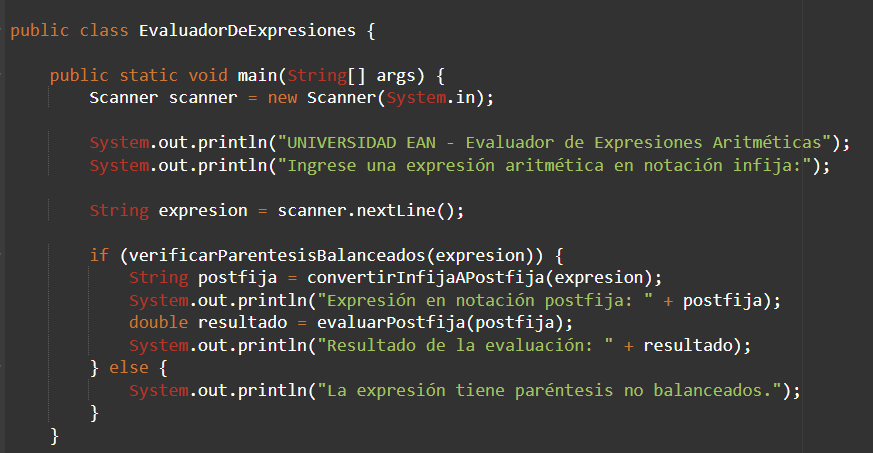 public class EvaluadorDeExpresiones {
public static void main(String[] args) {
Scanner scanner = new Scanner(System.in);
System.out.println("UNIVERSIDAD EAN - Evaluador de Expresiones Aritméticas");
System.out.println("Ingrese una expresión aritmética en notación infija:");
String expresion = scanner.nextLine();
if (verificarParentesisBalanceados(expresion)) {
String postfija = convertirInfijaAPostfija(expresion);
System.out.println("Expresión en notación postfija: " + postfija);
double resultado = evaluarPostfija(postfija);
System.out.println("Resultado de la evaluación: " + resultado);
} else {
System.out.println("La expresión tiene paréntesis no balanceados.");
}
}